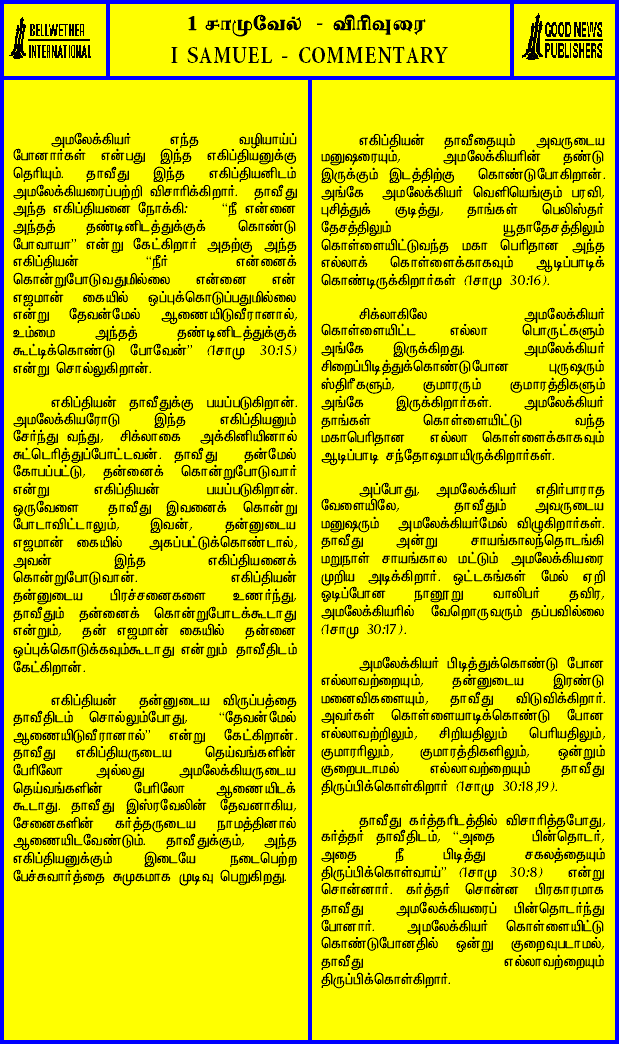 BELLWETHER
INTERNATIONAL
1 சாமுவேல் - விரிவுரை
I SAMUEL - COMMENTARY
GOOD NEWS
PUBLISHERS
அமலேக்கியர் எந்த வழியாய்ப்
போனார்கள் என்பது இந்த எகிப்தியனுக்கு
தெரியும். தாவீது இந்த எகிப்தியனிடம்
அமலேக்கியரைப்பற்றி விசாரிக்கிறார். தாவீது
அந்த எகிப்தியனை நோக்கி: “நீ என்னை
அந்தத் தண்டினிடத்துக்குக் கொண்டு
போவாயா” என்று கேட்கிறார் அதற்கு அந்த
எகிப்தியன் “நீர் என்னைக்
கொன்றுபோடுவதுமில்லை என்னை என்
எஜமான் கையில் ஒப்புக்கொடுப்பதுமில்லை
என்று தேவன்மேல் ஆணையிடுவீரானால்,
உம்மை அந்தத் தண்டினிடத்துக்குக்
கூட்டிக்கொண்டு போவேன்” (1சாமு 30:15)
என்று சொல்லுகிறான்.
எகிப்தியன் தாவீதுக்கு பயப்படுகிறான்.
அமலேக்கியரோடு இந்த எகிப்தியனும்
சேர்ந்து வந்து, சிக்லாகை அக்கினியினால்
சுட்டெரித்துப்போட்டவன். தாவீது தன்மேல்
கோபப்பட்டு, தன்னைக் கொன்றுபோடுவார்
என்று எகிப்தியன் பயப்படுகிறான்.
ஒருவேளை தாவீது இவனைக் கொன்று
போடாவிட்டாலும், இவன், தன்னுடைய
எஜமான் கையில் அகப்பட்டுக்கொண்டால்,
அவன் இந்த எகிப்தியனைக்
கொன்றுபோடுவான். எகிப்தியன்
தன்னுடைய பிரச்சனைகளை உணர்ந்து,
தாவீதும் தன்னைக் கொன்றுபோடக்கூடாது
என்றும், தன் எஜமான் கையில் தன்னை
ஒப்புக்கொடுக்கவும்கூடாது என்றும் தாவீதிடம்
கேட்கிறான்.
எகிப்தியன் தன்னுடைய விருப்பத்தை
தாவீதிடம் சொல்லும்போது, “தேவன்மேல்
ஆணையிடுவீரானால்” என்று கேட்கிறான்.
தாவீது எகிப்தியருடைய தெய்வங்களின்
பேரிலோ அல்லது அமலேக்கியருடைய
தெய்வங்களின் பேரிலோ ஆணையிடக்
கூடாது. தாவீது இஸ்ரவேலின் தேவனாகிய,
சேனைகளின் கர்த்தருடைய நாமத்தினால்
ஆணையிடவேண்டும். தாவீதுக்கும், அந்த
எகிப்தியனுக்கும் இடையே நடைபெற்ற
பேச்சுவார்த்தை சுமுகமாக முடிவு பெறுகிறது.
எகிப்தியன் தாவீதையும் அவருடைய
மனுஷரையும், அமலேக்கியரின் தண்டு
இருக்கும் இடத்திற்கு கொண்டுபோகிறான்.
அங்கே அமலேக்கியர் வெளியெங்கும் பரவி,
புசித்துக் குடித்து, தாங்கள் பெலிஸ்தர்
தேசத்திலும் யூதாதேசத்திலும்
கொள்ளையிட்டுவந்த மகா பெரிதான அந்த
எல்லாக் கொள்ளைக்காகவும் ஆடிப்பாடிக்
கொண்டிருக்கிறார்கள் (1சாமு 30:16).
சிக்லாகிலே அமலேக்கியர்
கொள்ளையிட்ட எல்லா பொருட்களும்
அங்கே இருக்கிறது. அமலேக்கியர்
சிறைப்பிடித்துக்கொண்டுபோன புருஷரும்
ஸ்திரீகளும், குமாரரும் குமாரத்திகளும்
அங்கே இருக்கிறார்கள். அமலேக்கியர்
தாங்கள் கொள்ளையிட்டு வந்த
மகாபெரிதான எல்லா கொள்ளைக்காகவும்
ஆடிப்பாடி சந்தோஷமாயிருக்கிறார்கள்.
அப்போது, அமலேக்கியர் எதிர்பாராத
வேளையிலே, தாவீதும் அவருடைய
மனுஷரும் அமலேக்கியர்மேல் விழுகிறார்கள்.
தாவீது அன்று சாயங்காலந்தொடங்கி
மறுநாள் சாயங்கால மட்டும் அமலேக்கியரை
முறிய அடிக்கிறார். ஒட்டகங்கள் மேல் ஏறி
ஓடிப்போன நானூறு வாலிபர் தவிர,
அமலேக்கியரில் வேறொருவரும் தப்பவில்லை
(1சாமு 30:17).
அமலேக்கியர் பிடித்துக்கொண்டு போன
எல்லாவற்றையும், தன்னுடைய இரண்டு
மனைவிகளையும், தாவீது விடுவிக்கிறார்.
அவர்கள் கொள்ளையாடிக்கொண்டு போன
எல்லாவற்றிலும், சிறியதிலும் பெரியதிலும்,
குமாரரிலும், குமாரத்திகளிலும், ஒன்றும்
குறைபடாமல் எல்லாவற்றையும் தாவீது
திருப்பிக்கொள்கிறார் (1சாமு 30:18,19).
தாவீது கர்த்தரிடத்தில் விசாரித்தபோது,
கர்த்தர் தாவீதிடம், “அதை பின்தொடர்,
அதை நீ பிடித்து சகலத்தையும்
திருப்பிக்கொள்வாய்” (1சாமு 30:8) என்று
சொன்னார். கர்த்தர் சொன்ன பிரகாரமாக
தாவீது அமலேக்கியரைப் பின்தொடர்ந்து
போனார். அமலேக்கியர் கொள்ளையிட்டு
கொண்டுபோனதில் ஒன்று குறைவுபடாமல்,
தாவீது எல்லாவற்றையும்
திருப்பிக்கொள்கிறார்.